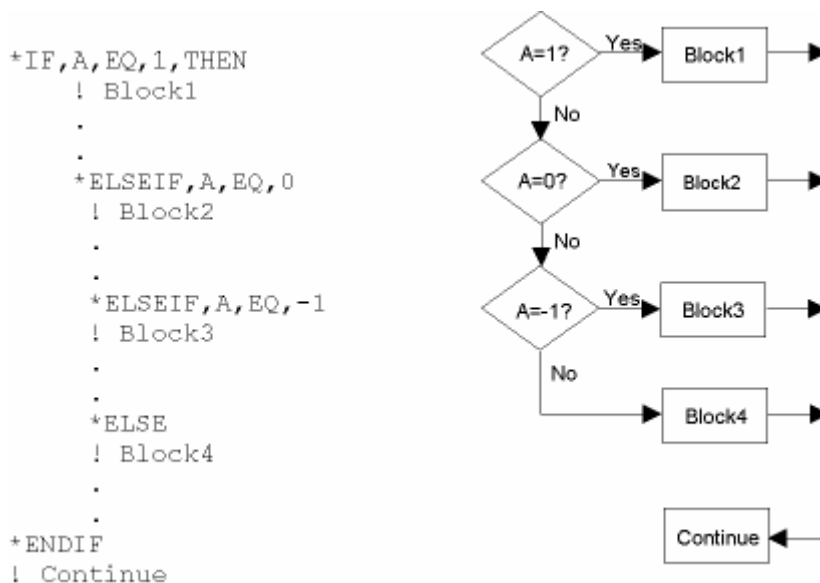 *IF,A,EQ,1,THEN
! Block1
.
.
*ELSEIF,A,EQ,0
! Block2
.
.
*ELSEIF,A,EQ,-1
! Block3
.
.
*ELSE
! Block4
.
.
*ENDIF
! Continue
A=1?
Yes
Block1
No
A=0?
Yes
Block2
No
A=-1?
Yes
Block3
No
Block4
Continue